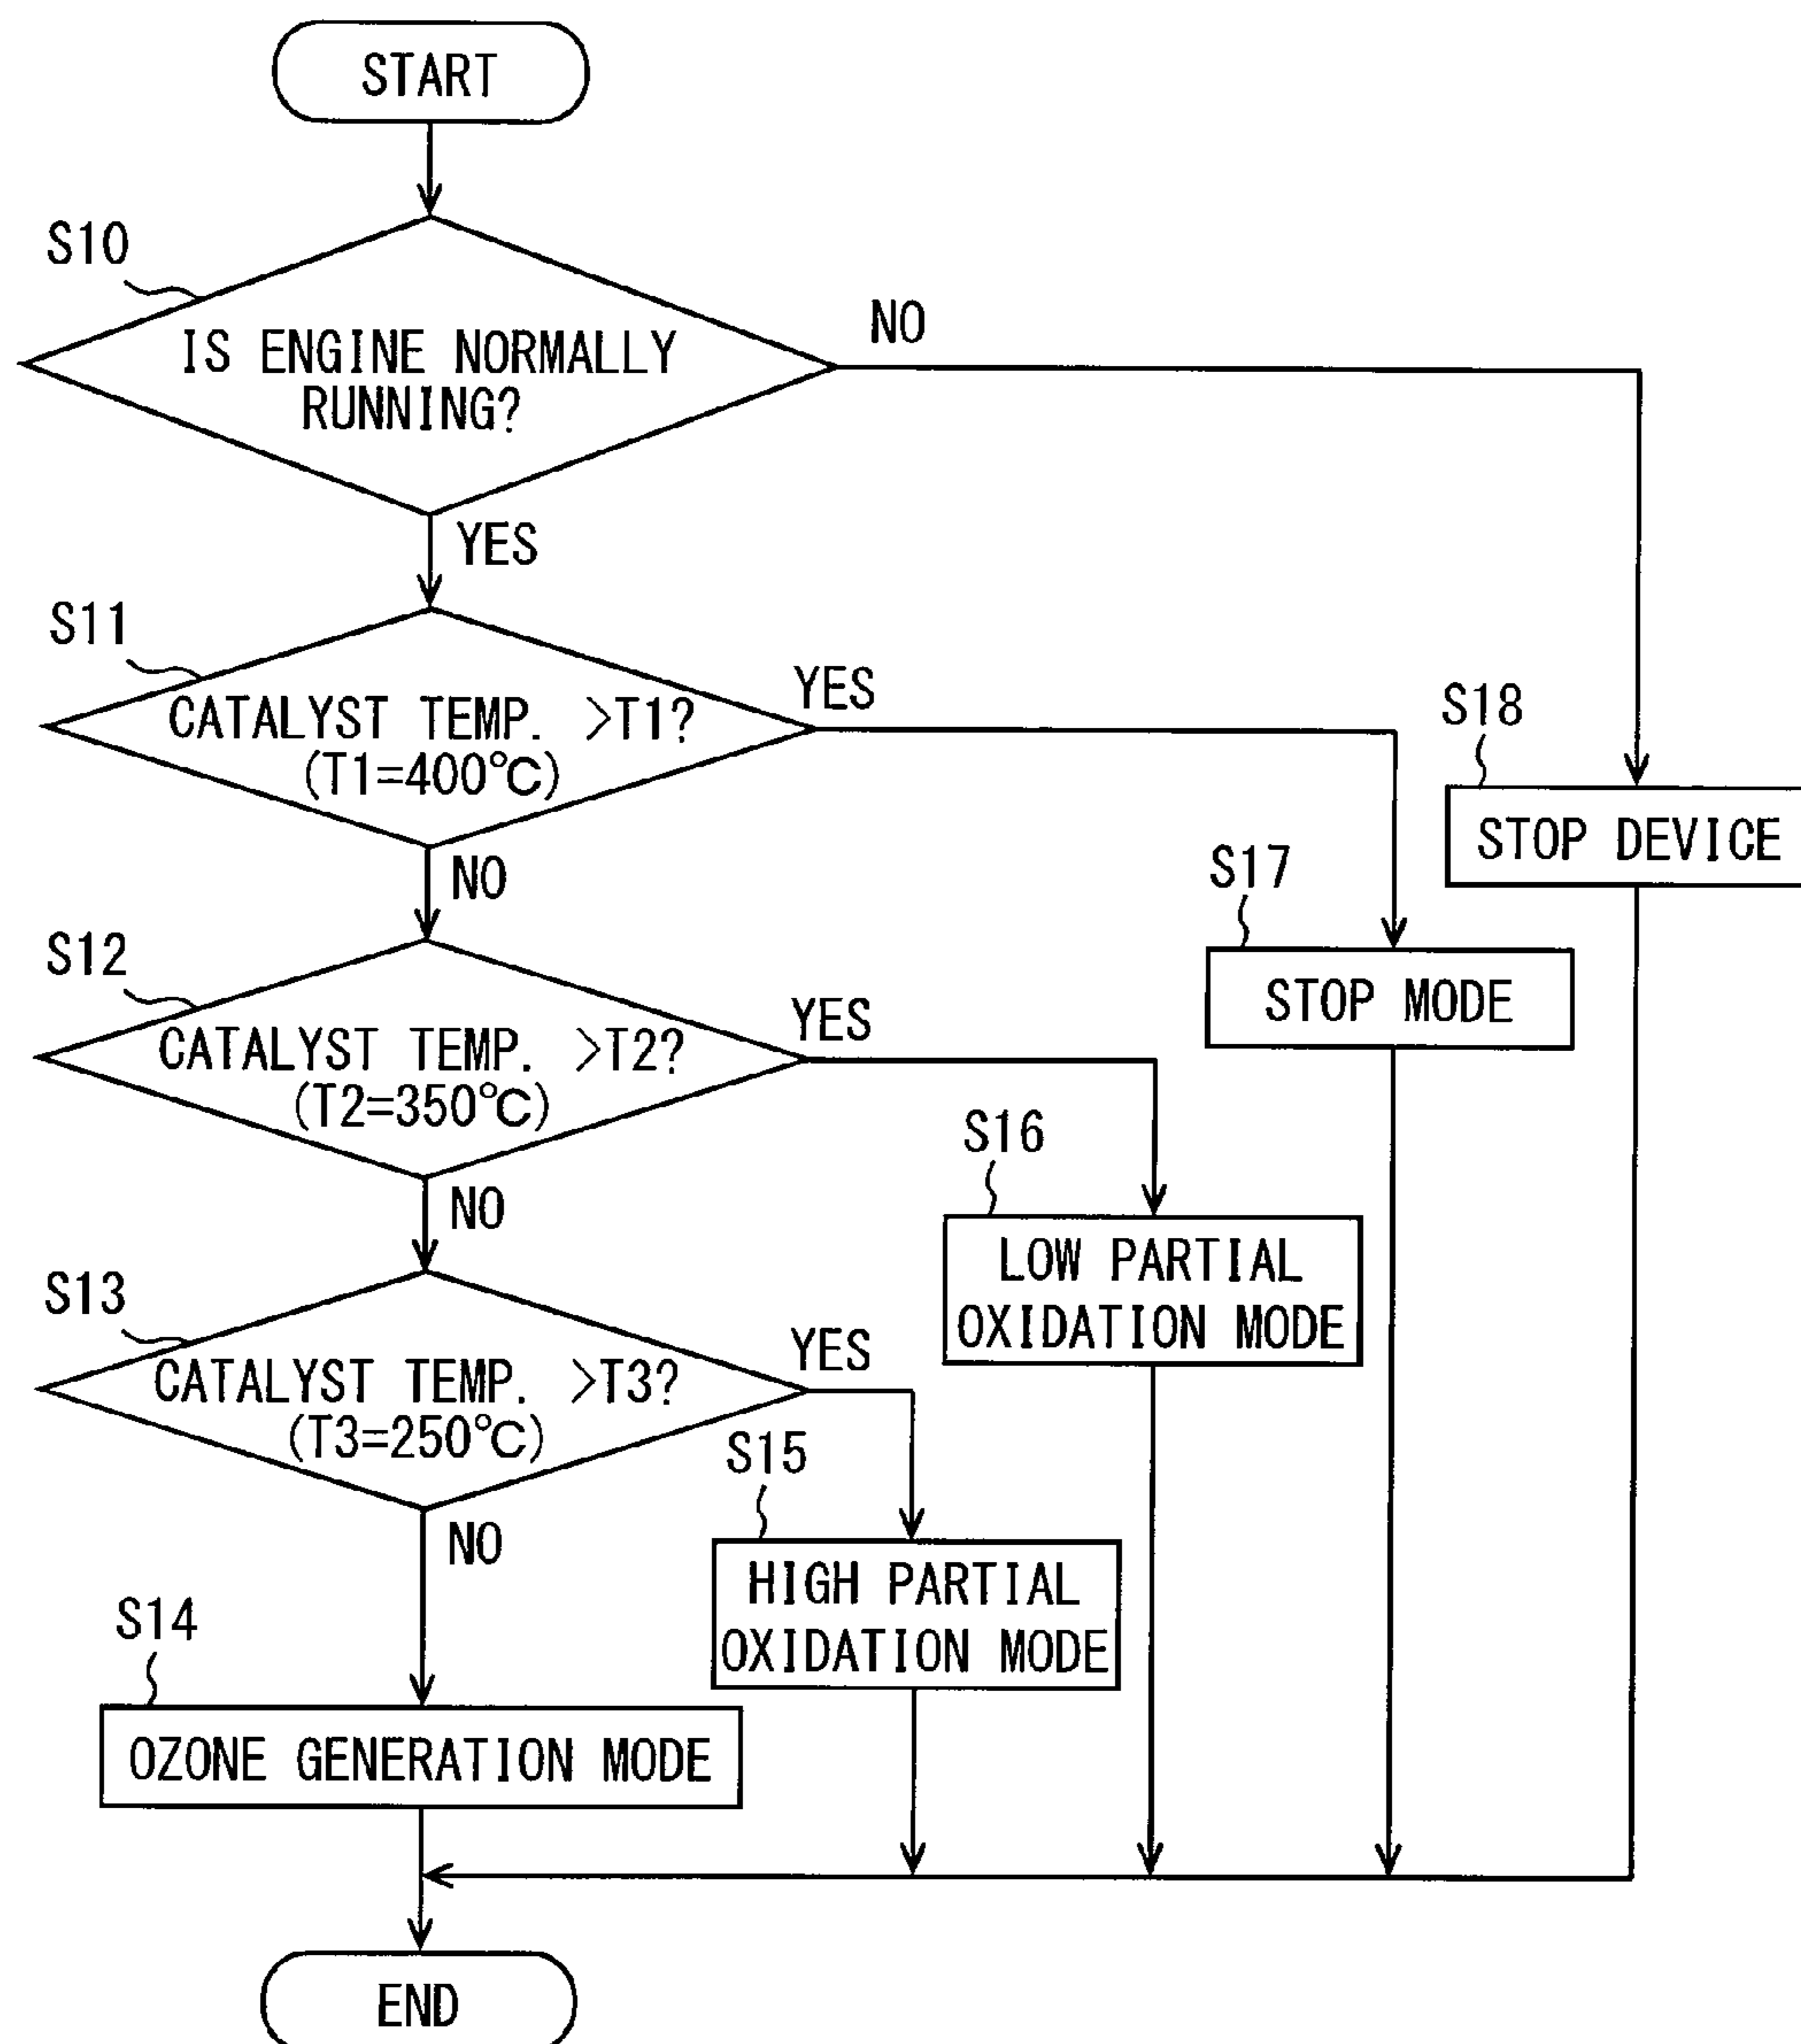 START
S10
NO
IS ENGINE NORMALLY
RUNNING?
YES
S11
YES
CATALYST TEMP. >T1?
(T1=400℃)
NO
S18
STOP DEVICE
S17
STOP MODE
S12
YES
CATALYST TEMP. >T2?
(T2=350℃)
NO
S16
LOW PARTIAL
OXIDATION MODE
S13
YES
CATALYST TEMP. >T3?
(T3=250℃)
NO
S15
HIGH PARTIAL
OXIDATION MODE
S14
OZONE GENERATION MODE
END